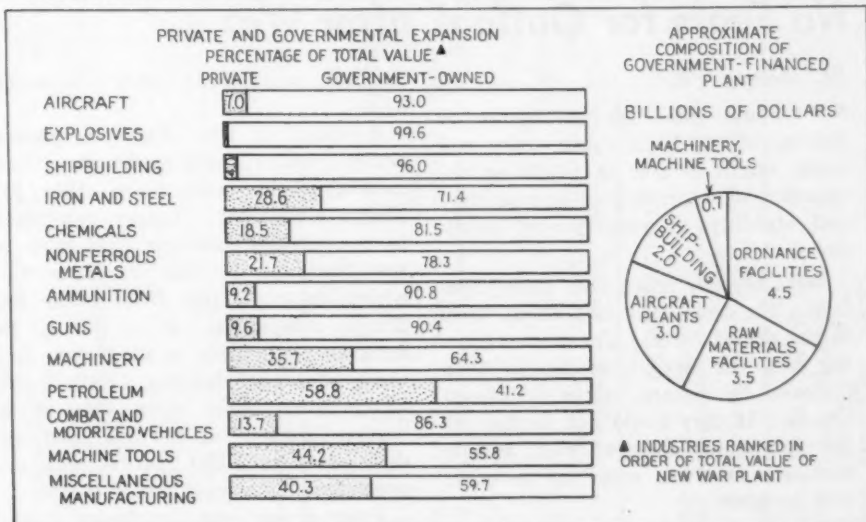 PRIVATE AND GOVERNMENTAL EXPANSION
PERCENTAGE OF TOTAL VALUE▲
PRIVATE GOVERNMENT-OWNED
AIRCRAFT 7.0 93.0
EXPLOSIVES 99.6
SHIPBUILDING 96.0
IRON AND STEEL 28.6 71.4
CHEMICALS 18.5 81.5
NONFERROUS
METALS 21.7 78.3
AMMUNITION 9.2 90.8
GUNS 9.6 90.4
MACHINERY 35.7 64.3
PETROLEUM 58.8 41.2
COMBAT AND
MOTORIZED VEHICLES 13.7 86.3
MACHINE TOOLS 44.2 55.8
MISCELLANEOUS
MANUFACTURING 40.3 59.7
APPROXIMATE
COMPOSITION OF
GOVERNMENT-FINANCED
PLANT
BILLIONS OF DOLLARS
MACHINERY,
MACHINE TOOLS
0.7
SHIP-
BUILDING
2.0
ORDNANCE
FACILITIES
4.5
AIRCRAFT
PLANTS
3.0
RAW
MATERIALS
FACILITIES
3.5
▲ INDUSTRIES RANKED IN
ORDER OF TOTAL VALUE OF
NEW WAR PLANT